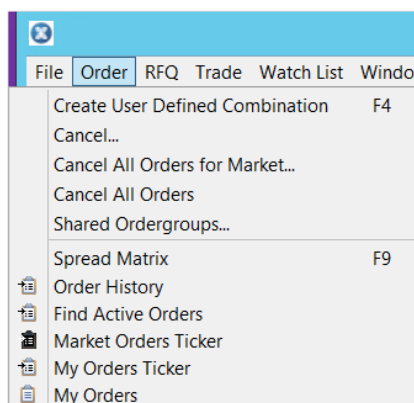 File Order RFQ Trade Watch List Windo
Create User Defined Combination F4
Cancel...
Cancel All Orders for Market...
Cancel All Orders
Shared Ordergroups...
Spread Matrix F9
Order History
Find Active Orders
Market Orders Ticker
My Orders Ticker
My Orders